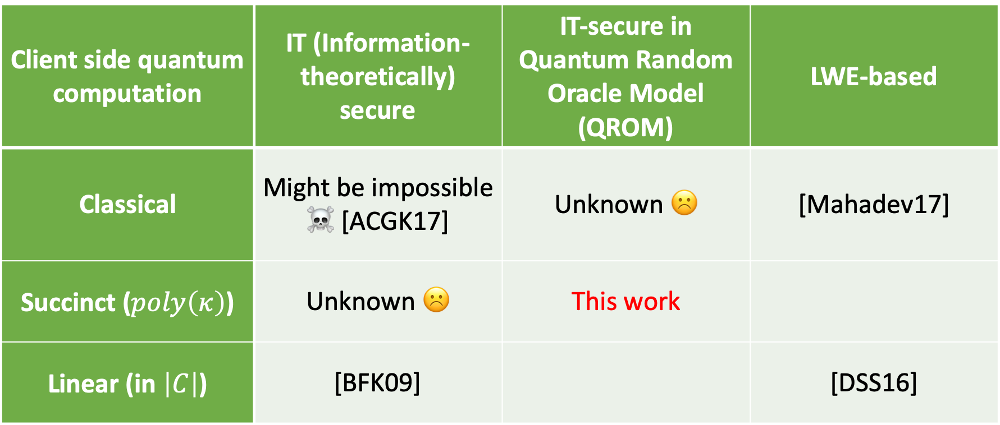 Client side quantum
computation
IT (Information-
theoretically)
secure
IT-secure in
Quantum Random
Oracle Model
(QROM)
LWE-based
Classical
Might be impossible
☠️ [ACGK17]
Unknown ☹️
[Mahadev17]
Succinct (poly(κ))
Unknown ☹️
This work
Linear (in |C|)
[BFK09]
[DSS16]